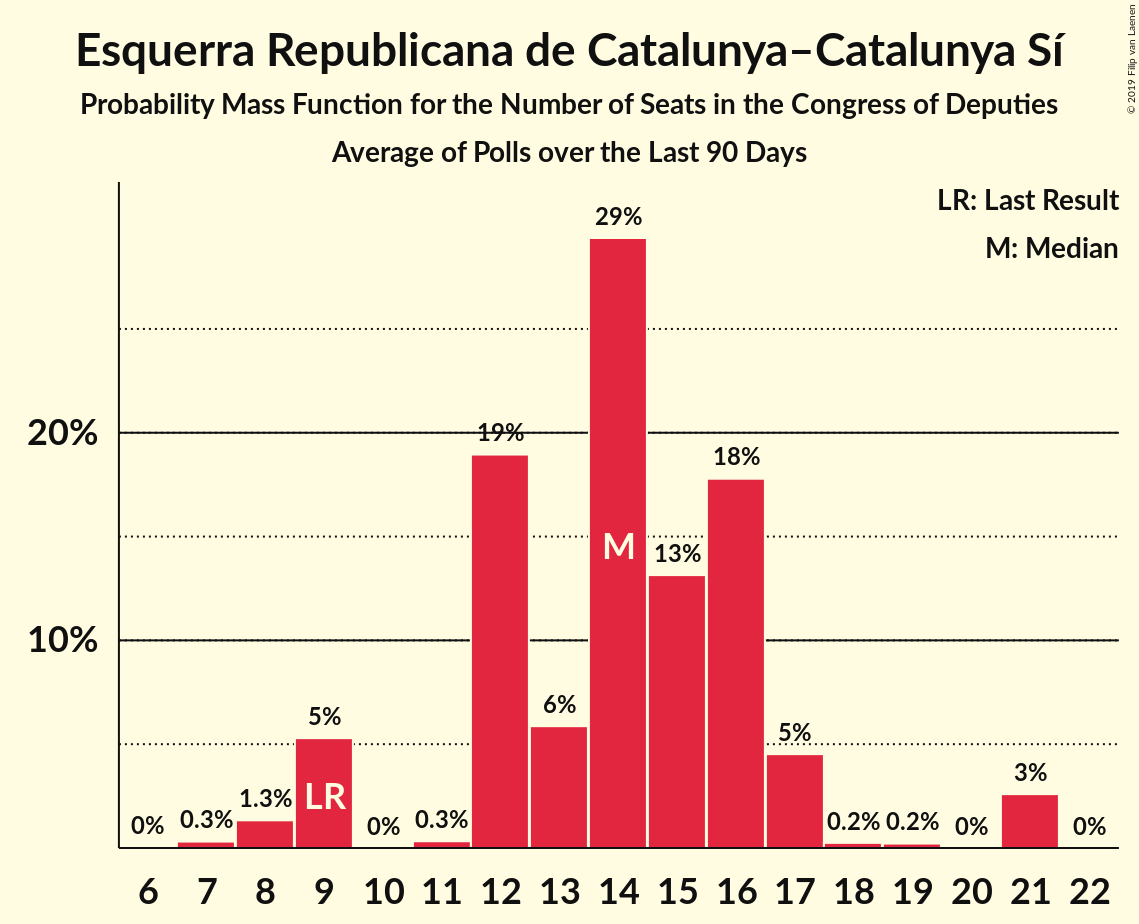 Esquerra Republicana de Catalunya–Catalunya Sí
Probability Mass Function for the Number of Seats in the Congress of Deputies
Average of Polls over the Last 90 Days
© 2019 Filip van Laenen
LR: Last Result
M: Median
20%
10%
0%
0.3%
1.3%
5%
0%
0.3%
19%
6%
29%
13%
18%
5%
0.2%
0.2%
0%
3%
0%
LR
M
6 7 8 9 10 11 12 13 14 15 16 17 18 19 20 21 22